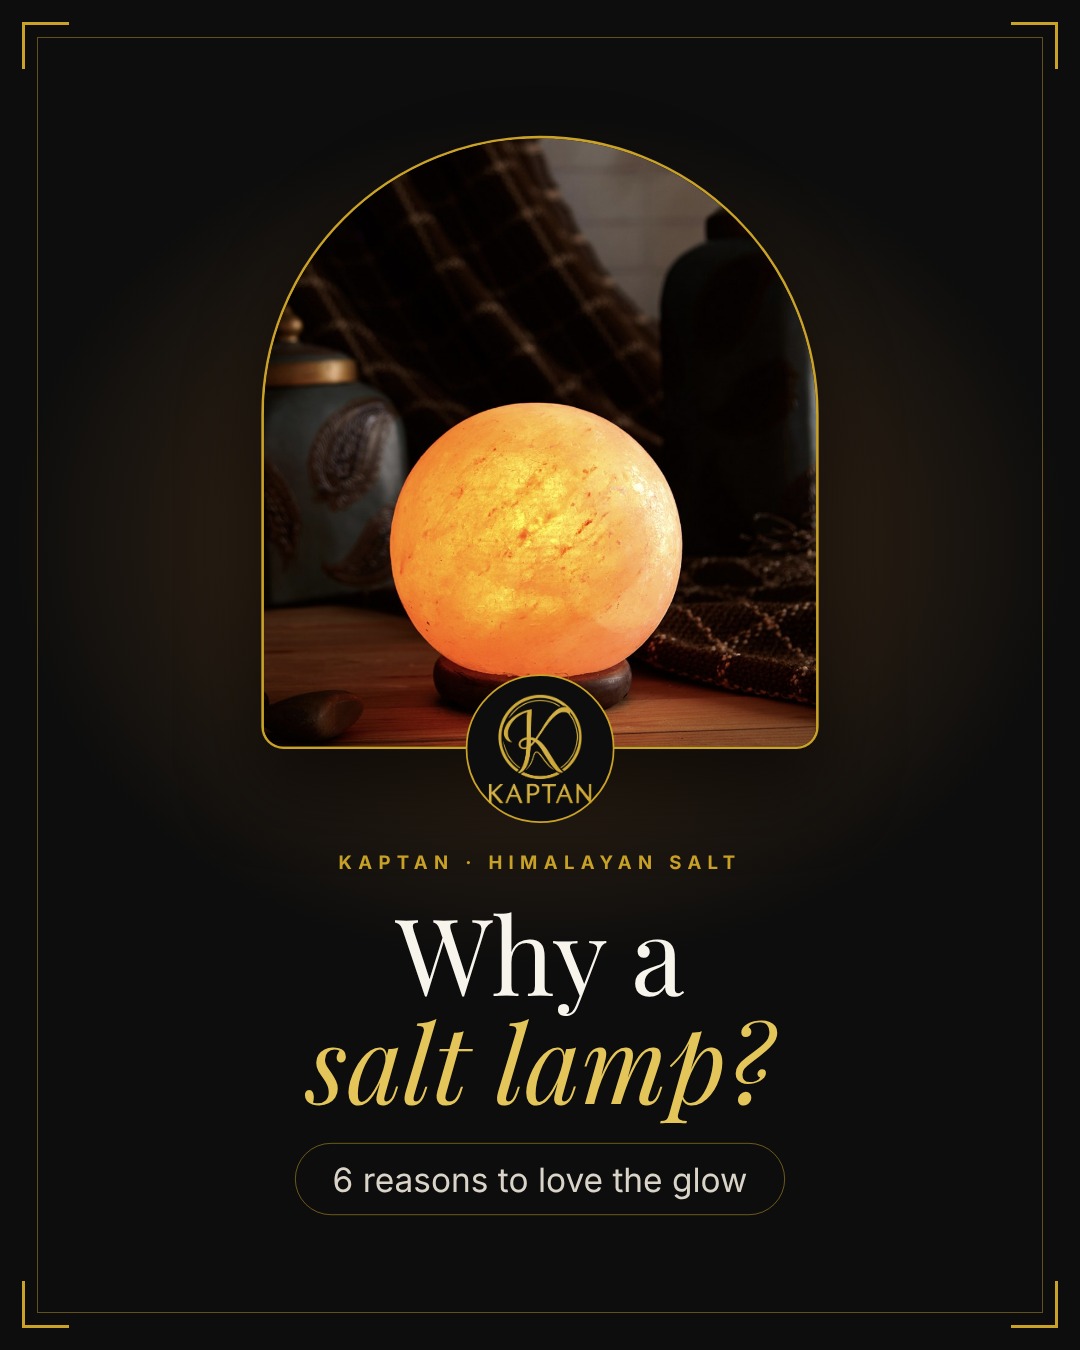 K
KAPTAN
KAPTAN · HIMALAYAN SALT
Why a
salt lamp?
6 reasons to love the glow